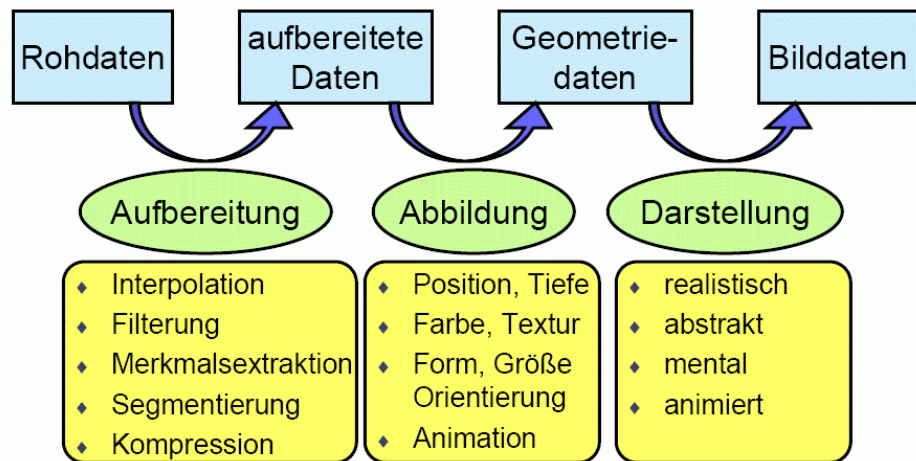 Rohdaten
aufbereitete
Daten
Geometrie-
daten
Bilddaten
Aufbereitung
Abbildung
Darstellung
Interpolation
Filterung
Merkmalsextraktion
Segmentierung
Kompression
Position, Tiefe
Farbe, Textur
Form, Größe
Orientierung
Animation
realistisch
abstrakt
mental
animiert